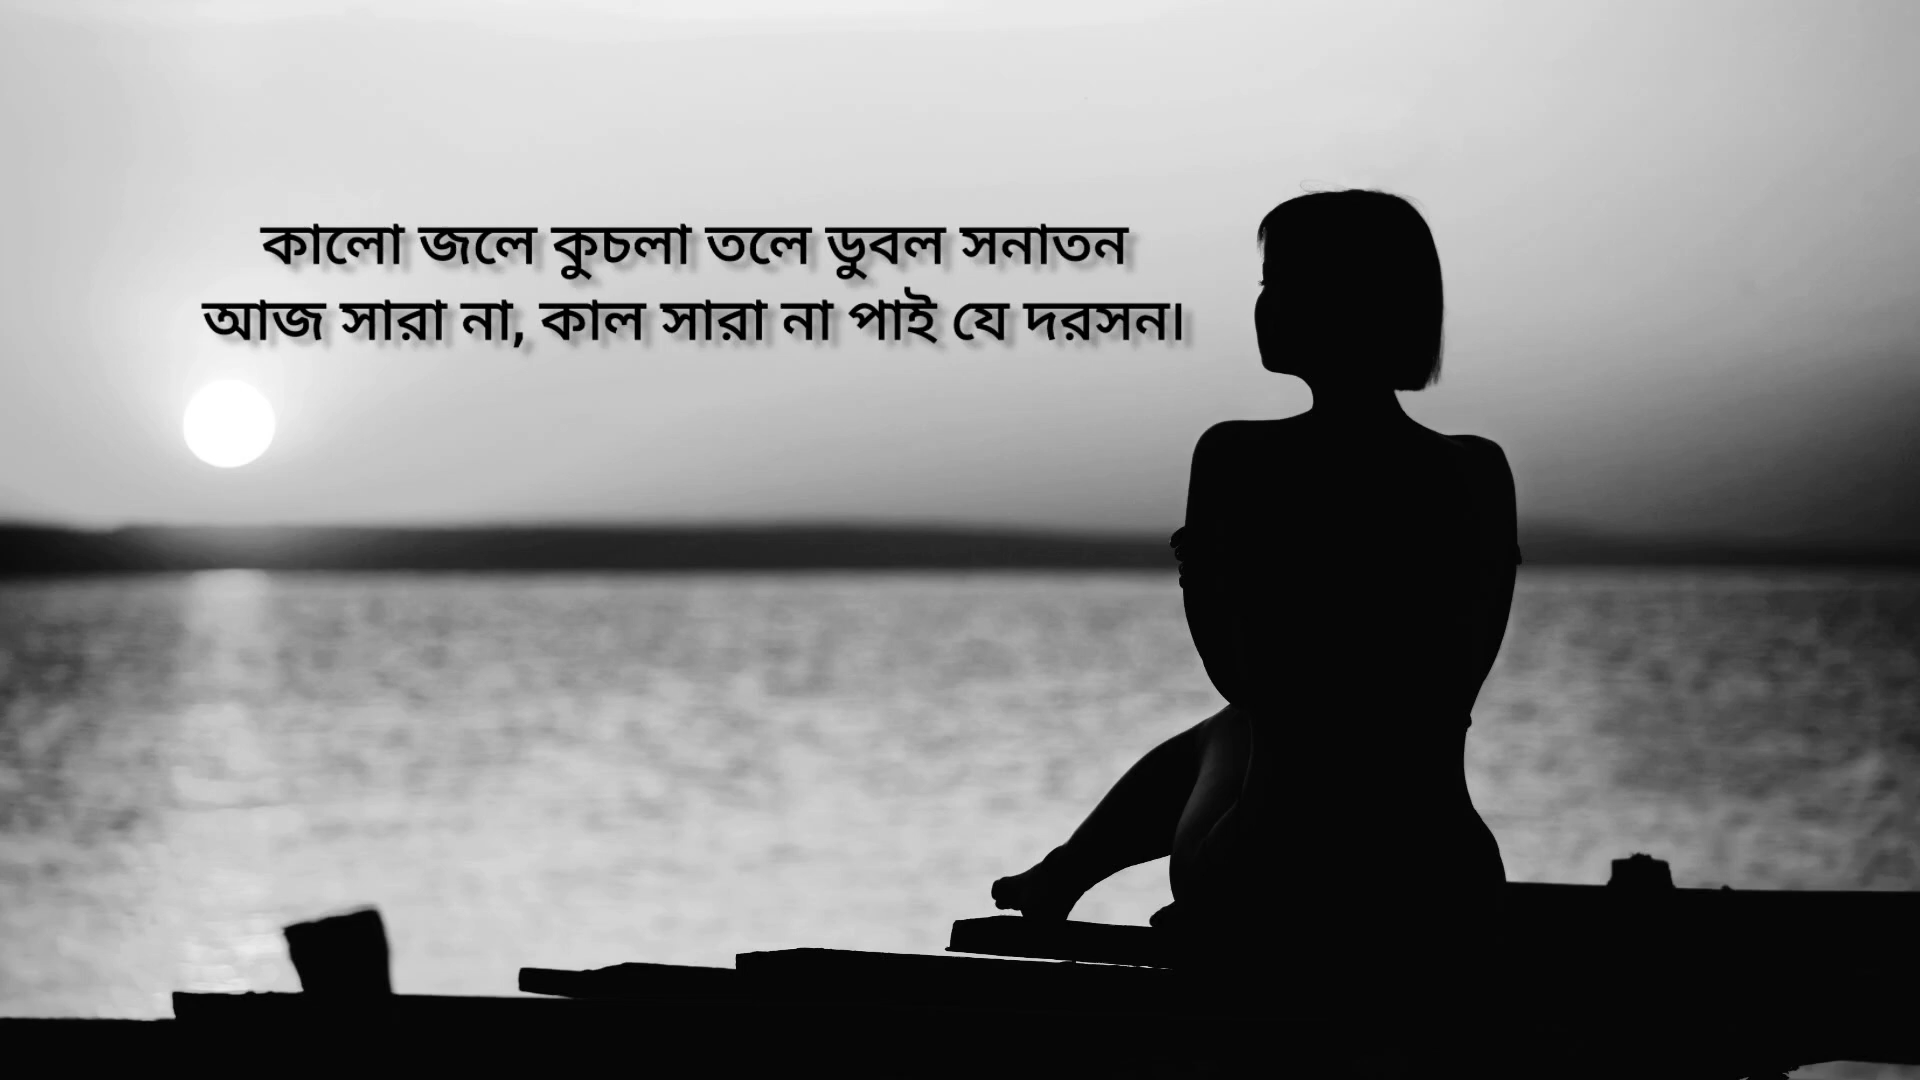 কালো জলে কুচলা তলে ডুবল সনাতন
আজ সারা না, কাল সারা না পাই যে দরসন।